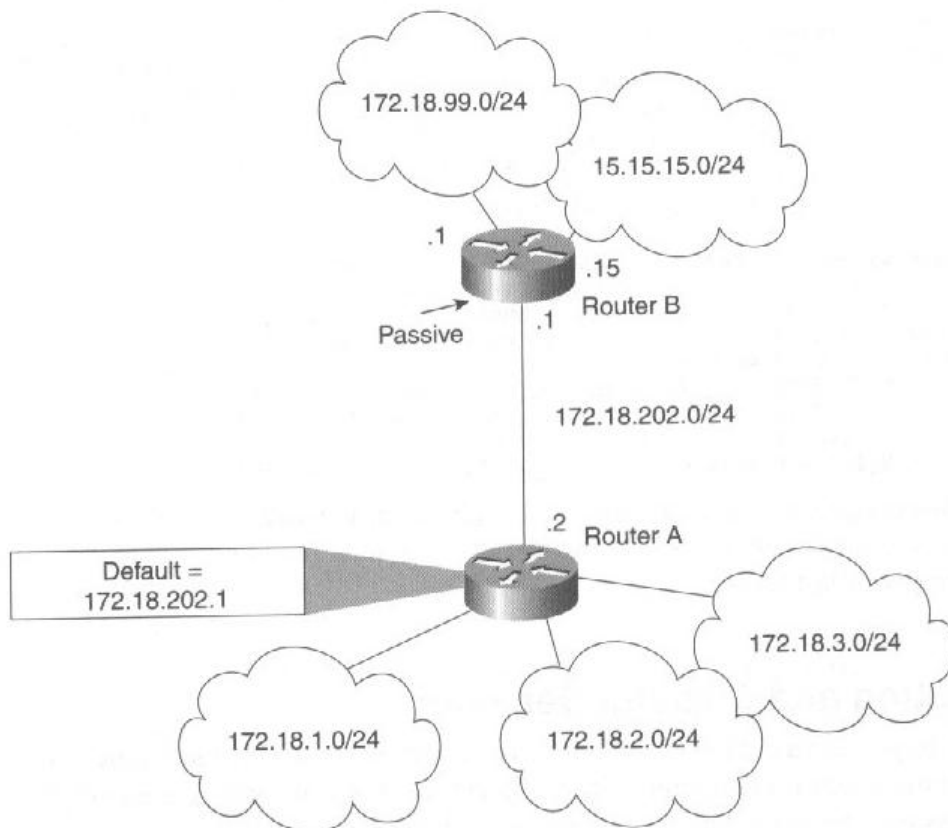 172.18.99.0/24
15.15.15.0/24
.1
.15
Router B
Passive
.1
172.18.202.0/24
.2
Router A
Default =
172.18.202.1
172.18.3.0/24
172.18.1.0/24
172.18.2.0/24